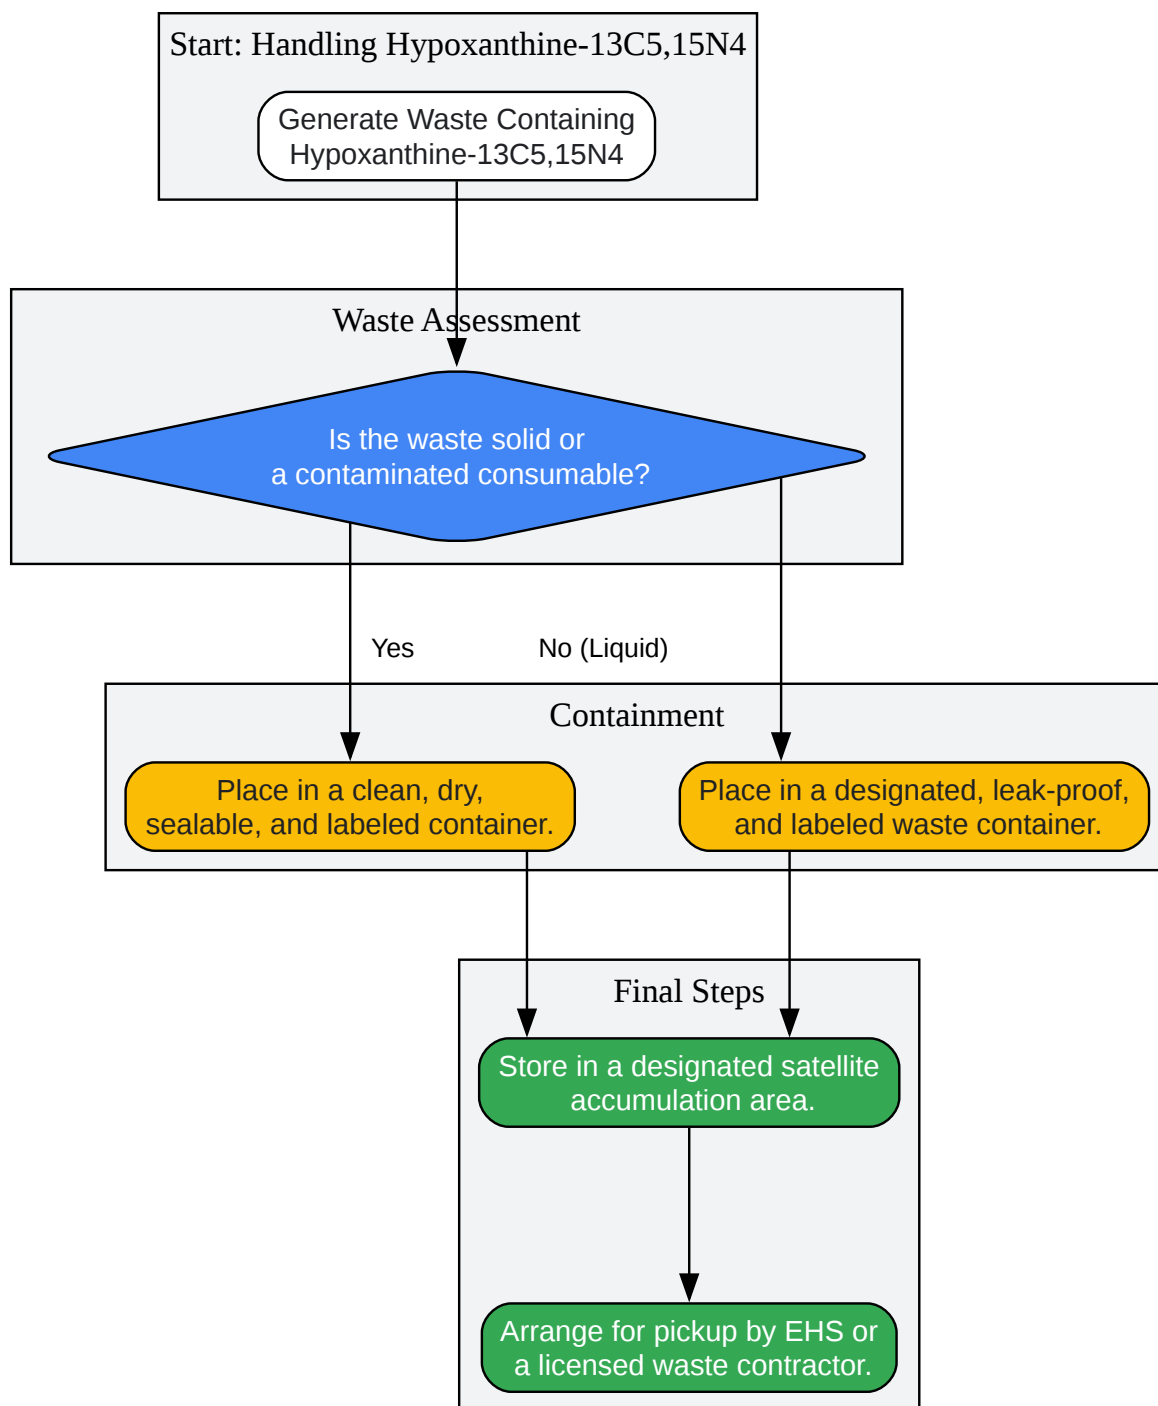 Start: Handling Hypoxanthine-13C5,15N4
Generate Waste Containing
Hypoxanthine-13C5,15N4
Waste Assessment
Is the waste solid or
a contaminated consumable?
Yes
No (Liquid)
Containment
Place in a clean, dry,
sealable, and labeled container.
Place in a designated, leak-proof,
and labeled waste container.
Final Steps
Store in a designated satellite
accumulation area.
Arrange for pickup by EHS or
a licensed waste contractor.